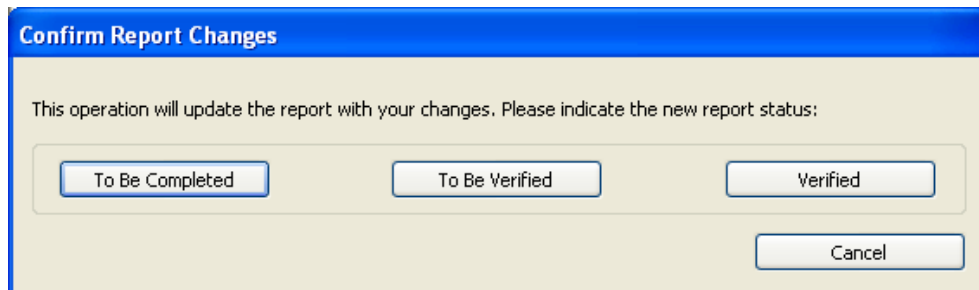 Confirm Report Changes
This operation will update the report with your changes. Please indicate the new report status:
To Be Completed To Be Verified Verified
Cancel